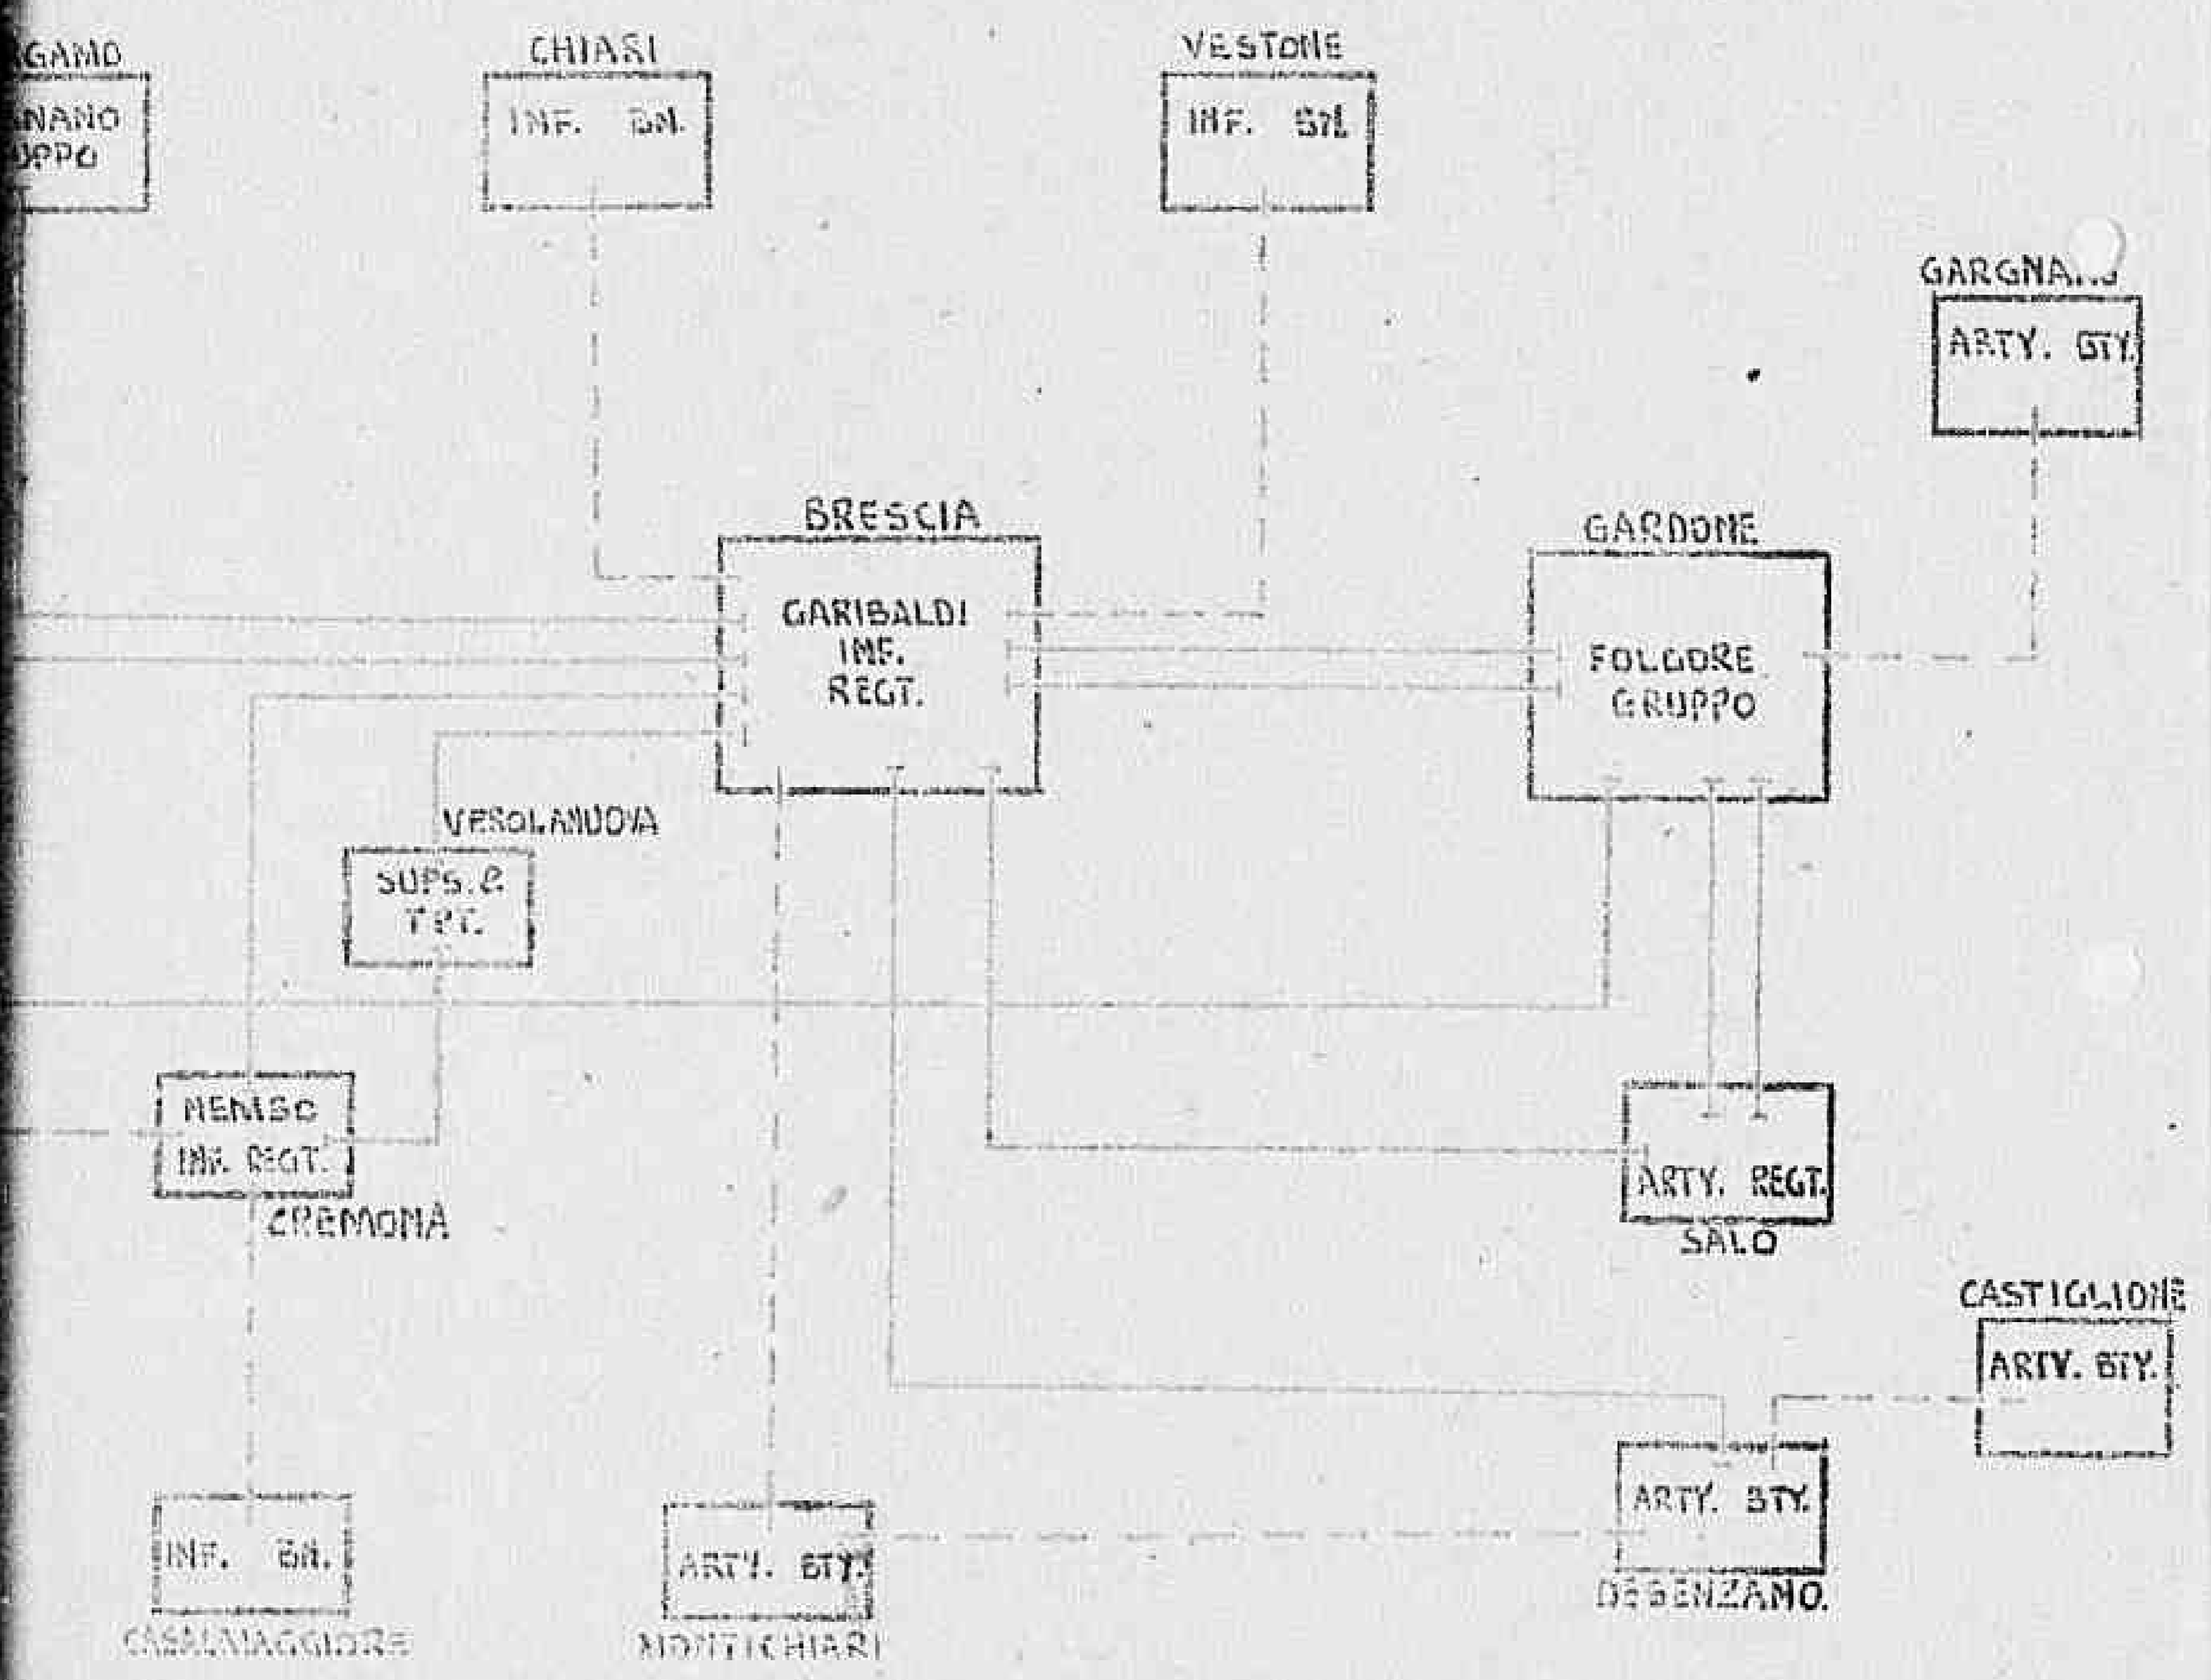 GAMO
NANO
UPPO
CHIARI
INF. BN.
VESTONE
INF. BN.
GARGNANO
ARTY. BTY.
BRESCIA
GARIBALDI
INF.
REGT.
GARDONE
FOLGORE
GRUPPO
VEROLANUOVA
SUPS. &
TPT.
INF. REGT.
CREMONA
ARTY. REGT.
SALO
CASTIGLIONE
ARTY. BTY.
ARTY. BTY.
DESENZANO.
INF. BN.
CASALMAGGIORE
ARTY. BTY.
MONTICHIARI